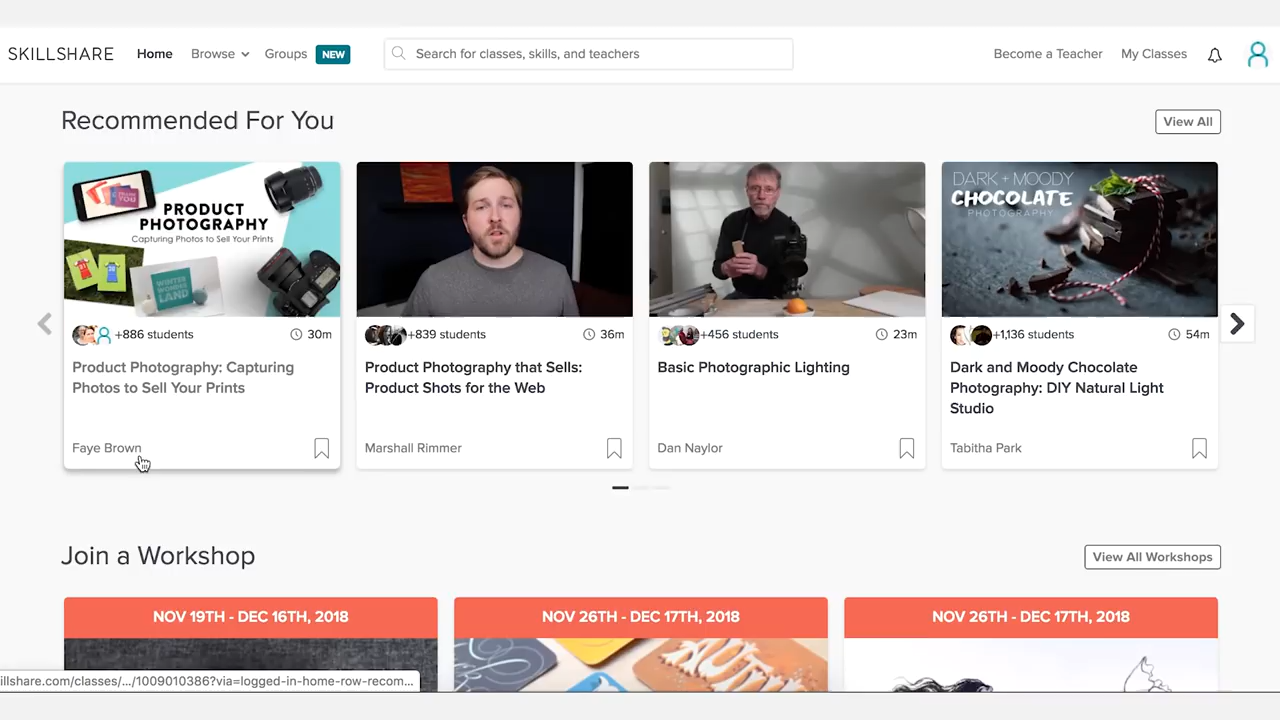 SKILLSHARE Home Browse Groups NEW Search for classes, skills, and teachers Become a Teacher My Classes
Recommended For You View All
PRODUCT
PHOTOGRAPHY
Capturing Photos to Sell Your Prints
WINTER
WONDER
LAND
DARK + MOODY
CHOCOLATE
PHOTOGRAPHY
+886 students 30m
Product Photography: Capturing
Photos to Sell Your Prints
Faye Brown
+839 students 36m
Product Photography that Sells:
Product Shots for the Web
Marshall Rimmer
+456 students 23m
Basic Photographic Lighting
Dan Naylor
+1,136 students 54m
Dark and Moody Chocolate
Photography: DIY Natural Light
Studio
Tabitha Park
Join a Workshop View All Workshops
NOV 19TH - DEC 16TH, 2018
NOV 26TH - DEC 17TH, 2018
NOV 26TH - DEC 17TH, 2018
illshare.com/classes/.../1009010386?via=logged-in-home-row-recom...